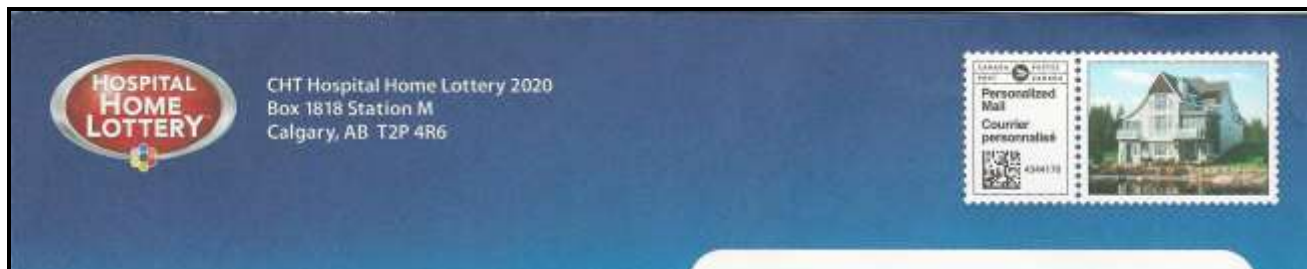 HOSPITAL
HOME
LOTTERY
CHT Hospital Home Lottery 2020
Box 1818 Station M
Calgary, AB T2P 4R6
CANADA POSTES
POST CANADA
Personalized
Mail
Courrier
personnalisé
4344170